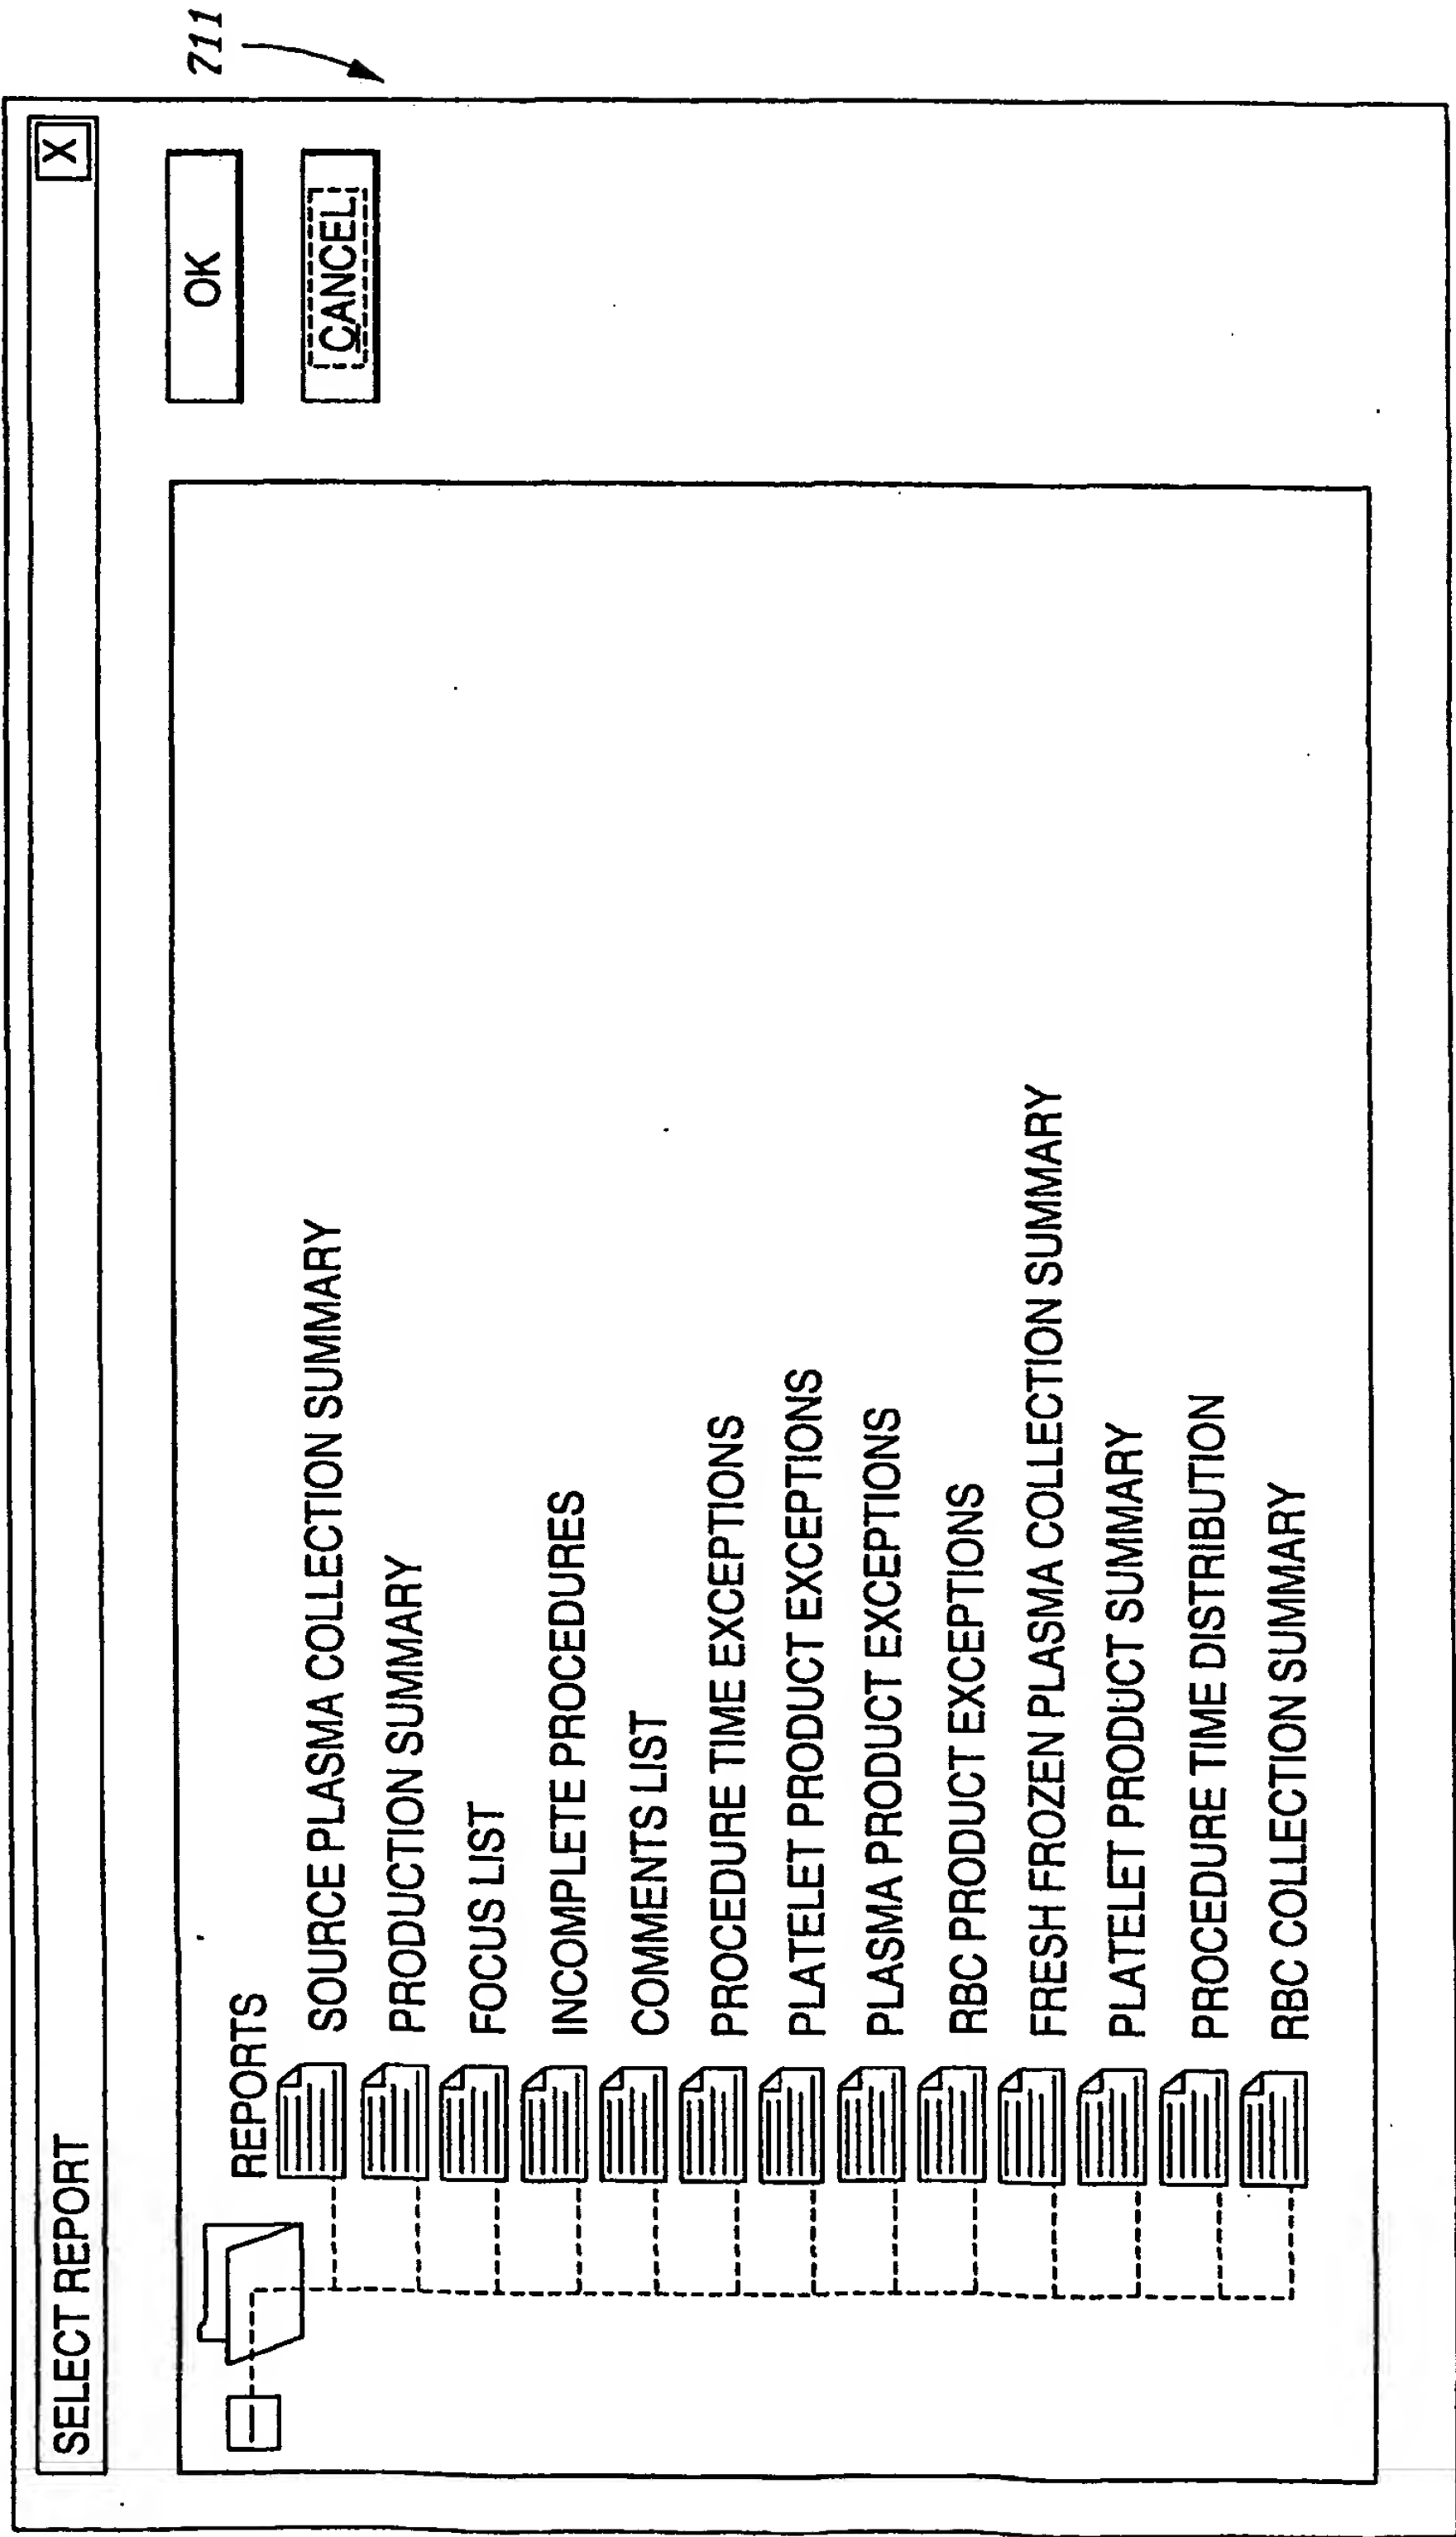 711
SELECT REPORT X
OK
CANCEL
REPORTS
SOURCE PLASMA COLLECTION SUMMARY
PRODUCTION SUMMARY
FOCUS LIST
INCOMPLETE PROCEDURES
COMMENTS LIST
PROCEDURE TIME EXCEPTIONS
PLATELET PRODUCT EXCEPTIONS
PLASMA PRODUCT EXCEPTIONS
RBC PRODUCT EXCEPTIONS
FRESH FROZEN PLASMA COLLECTION SUMMARY
PLATELET PRODUCT SUMMARY
PROCEDURE TIME DISTRIBUTION
RBC COLLECTION SUMMARY